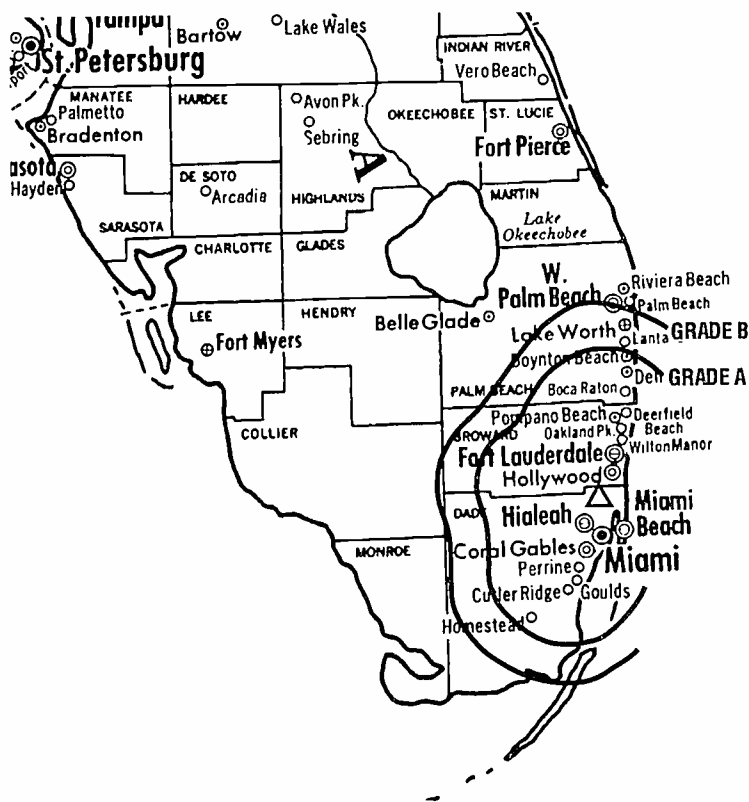 Tampa
Bartow
Lake Wales
St. Petersburg
INDIAN RIVER
Vero Beach
MANATEE
HARDEE
Avon Pk.
OKEECHOBEE
ST. LUCIE
Palmetto
Bradenton
Sebring
Fort Pierce
A
asota
Hayden
DE SOTO
Arcadia
HIGHLANDS
MARTIN
SARASOTA
Lake
Okeechobee
CHARLOTTE
GLADES
W.
Palm Beach
Riviera Beach
Palm Beach
LEE
HENDRY
Belle Glade
Lake Worth
GRADE B
Fort Myers
Lanta
Boynton Beach
Del
GRADE A
PALM BEACH
Boca Raton
COLLIER
Pompano Beach
Deerfield
Beach
BROWARD
Oakland Pk.
Wilton Manor
Fort Lauderdale
Hollywood
DADE
Hialeah
Miami
Beach
MONROE
Coral Gables
Miami
Perrine
Cutler Ridge
Goulds
Homestead